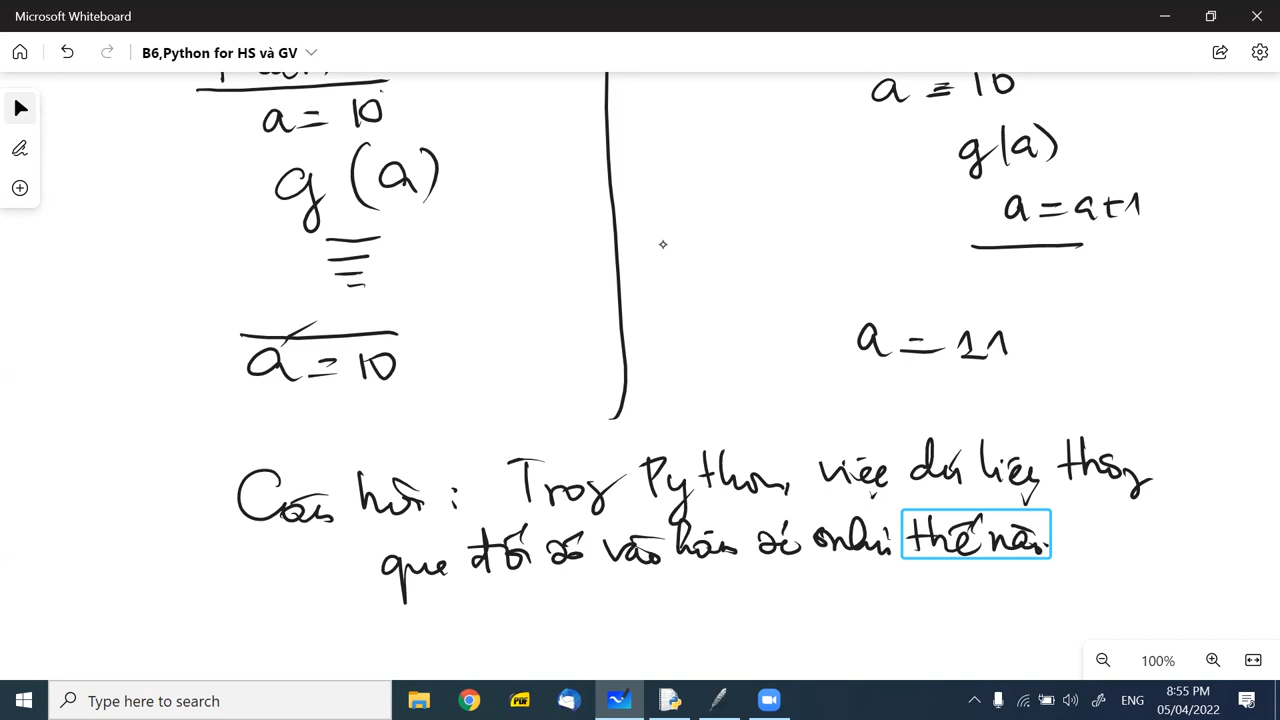 Microsoft Whiteboard
B6,Python for HS và GV
a = 10
g (a)
a = 10
a = 10
g(a)
a = a+1
a = 11
Câu hỏi : Trong Python, việc dữ liệu thông
qua đối số vào hàm sẽ như thế nào.
100%
Type here to search
PDF
ENG
8:55 PM
05/04/2022